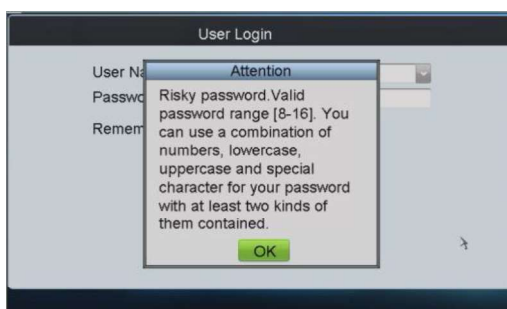 User Login
User Na
Attention
Passwo
Remem
Risky password.Valid
password range [8-16]. You
can use a combination of
numbers, lowercase,
uppercase and special
character for your password
with at least two kinds of
them contained.
OK